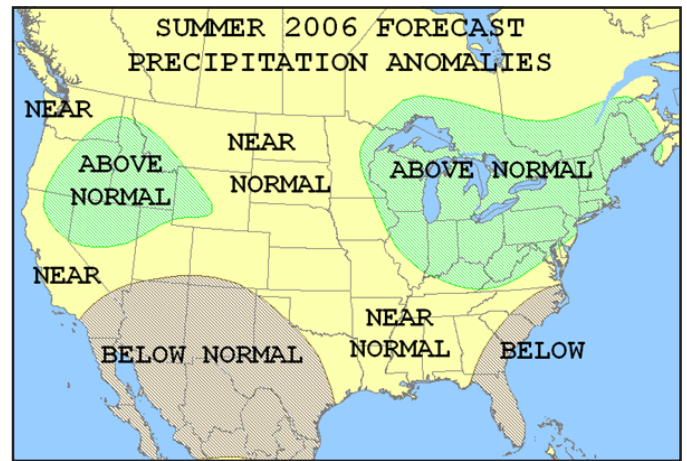 SUMMER 2006 FORECAST
PRECIPITATION ANOMALIES
NEAR
NEAR
NORMAL
ABOVE
NORMAL
ABOVE NORMAL
NEAR
NEAR
NORMAL
BELOW NORMAL
BELOW